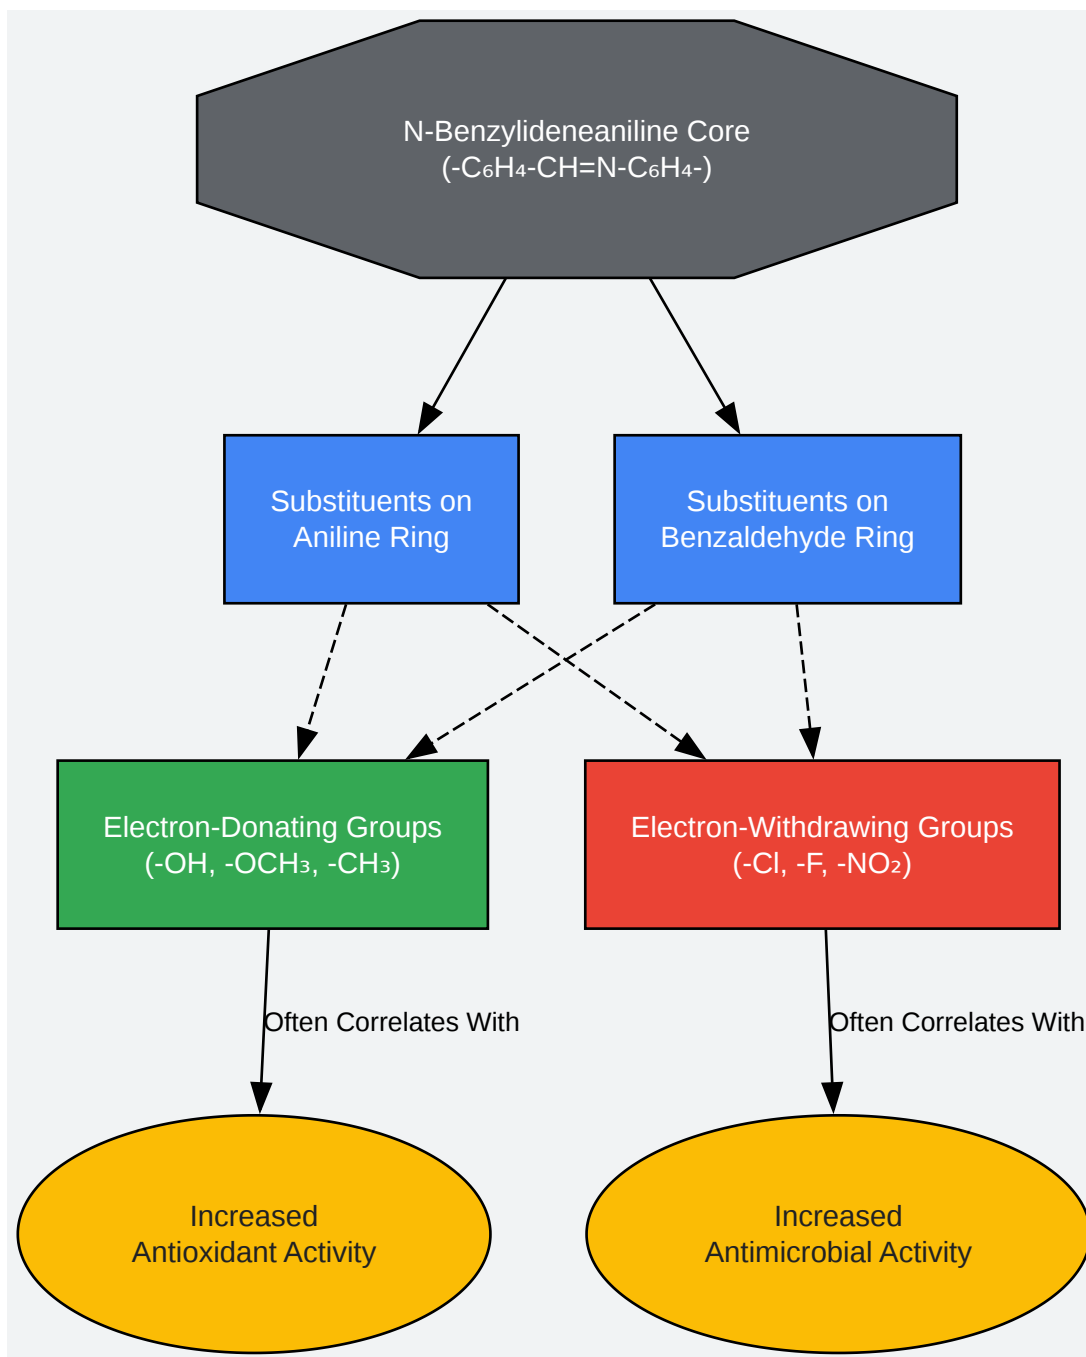 N-Benzylideneaniline Core
(-C₆H₄-CH=N-C₆H₄-)
Substituents on
Aniline Ring
Substituents on
Benzaldehyde Ring
Electron-Donating Groups
(-OH, -OCH₃, -CH₃)
Electron-Withdrawing Groups
(-Cl, -F, -NO₂)
Often Correlates With
Often Correlates With
Increased
Antioxidant Activity
Increased
Antimicrobial Activity